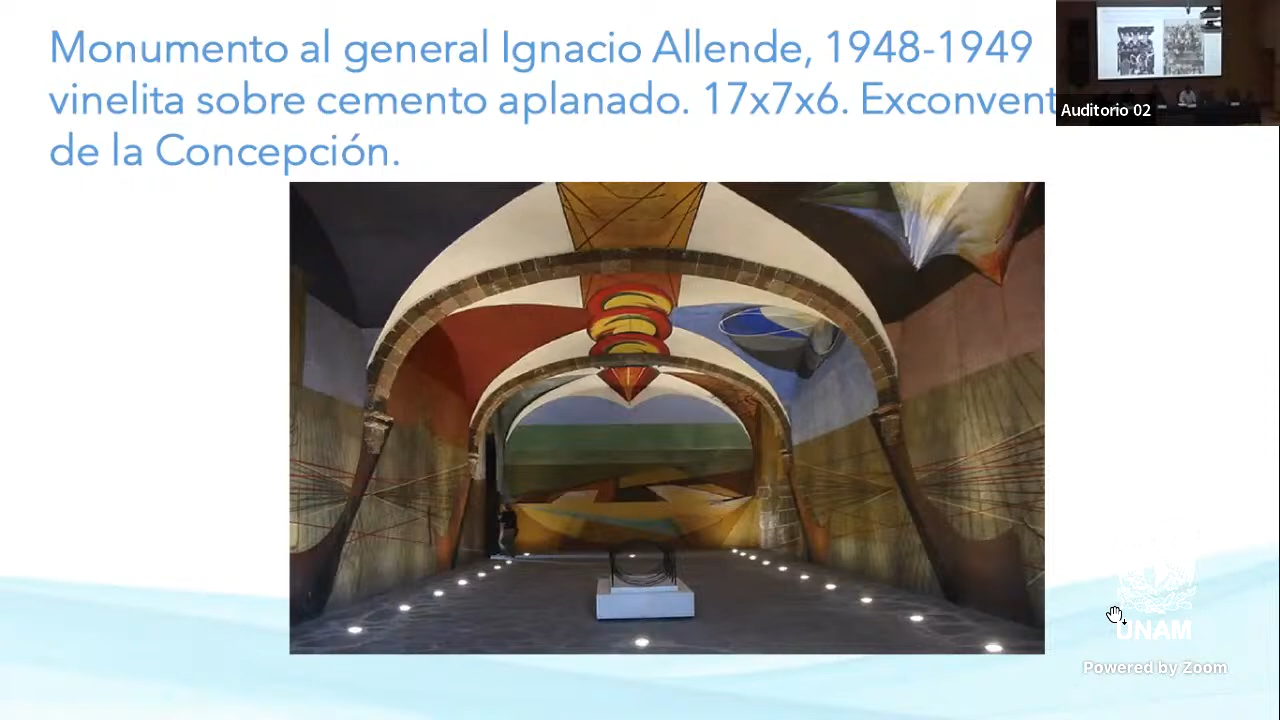 Monumento al general Ignacio Allende, 1948-1949
vinelita sobre cemento aplanado. 17x7x6. Exconvent
de la Concepción.
Auditorio 02
UNAM
Powered by Zoom